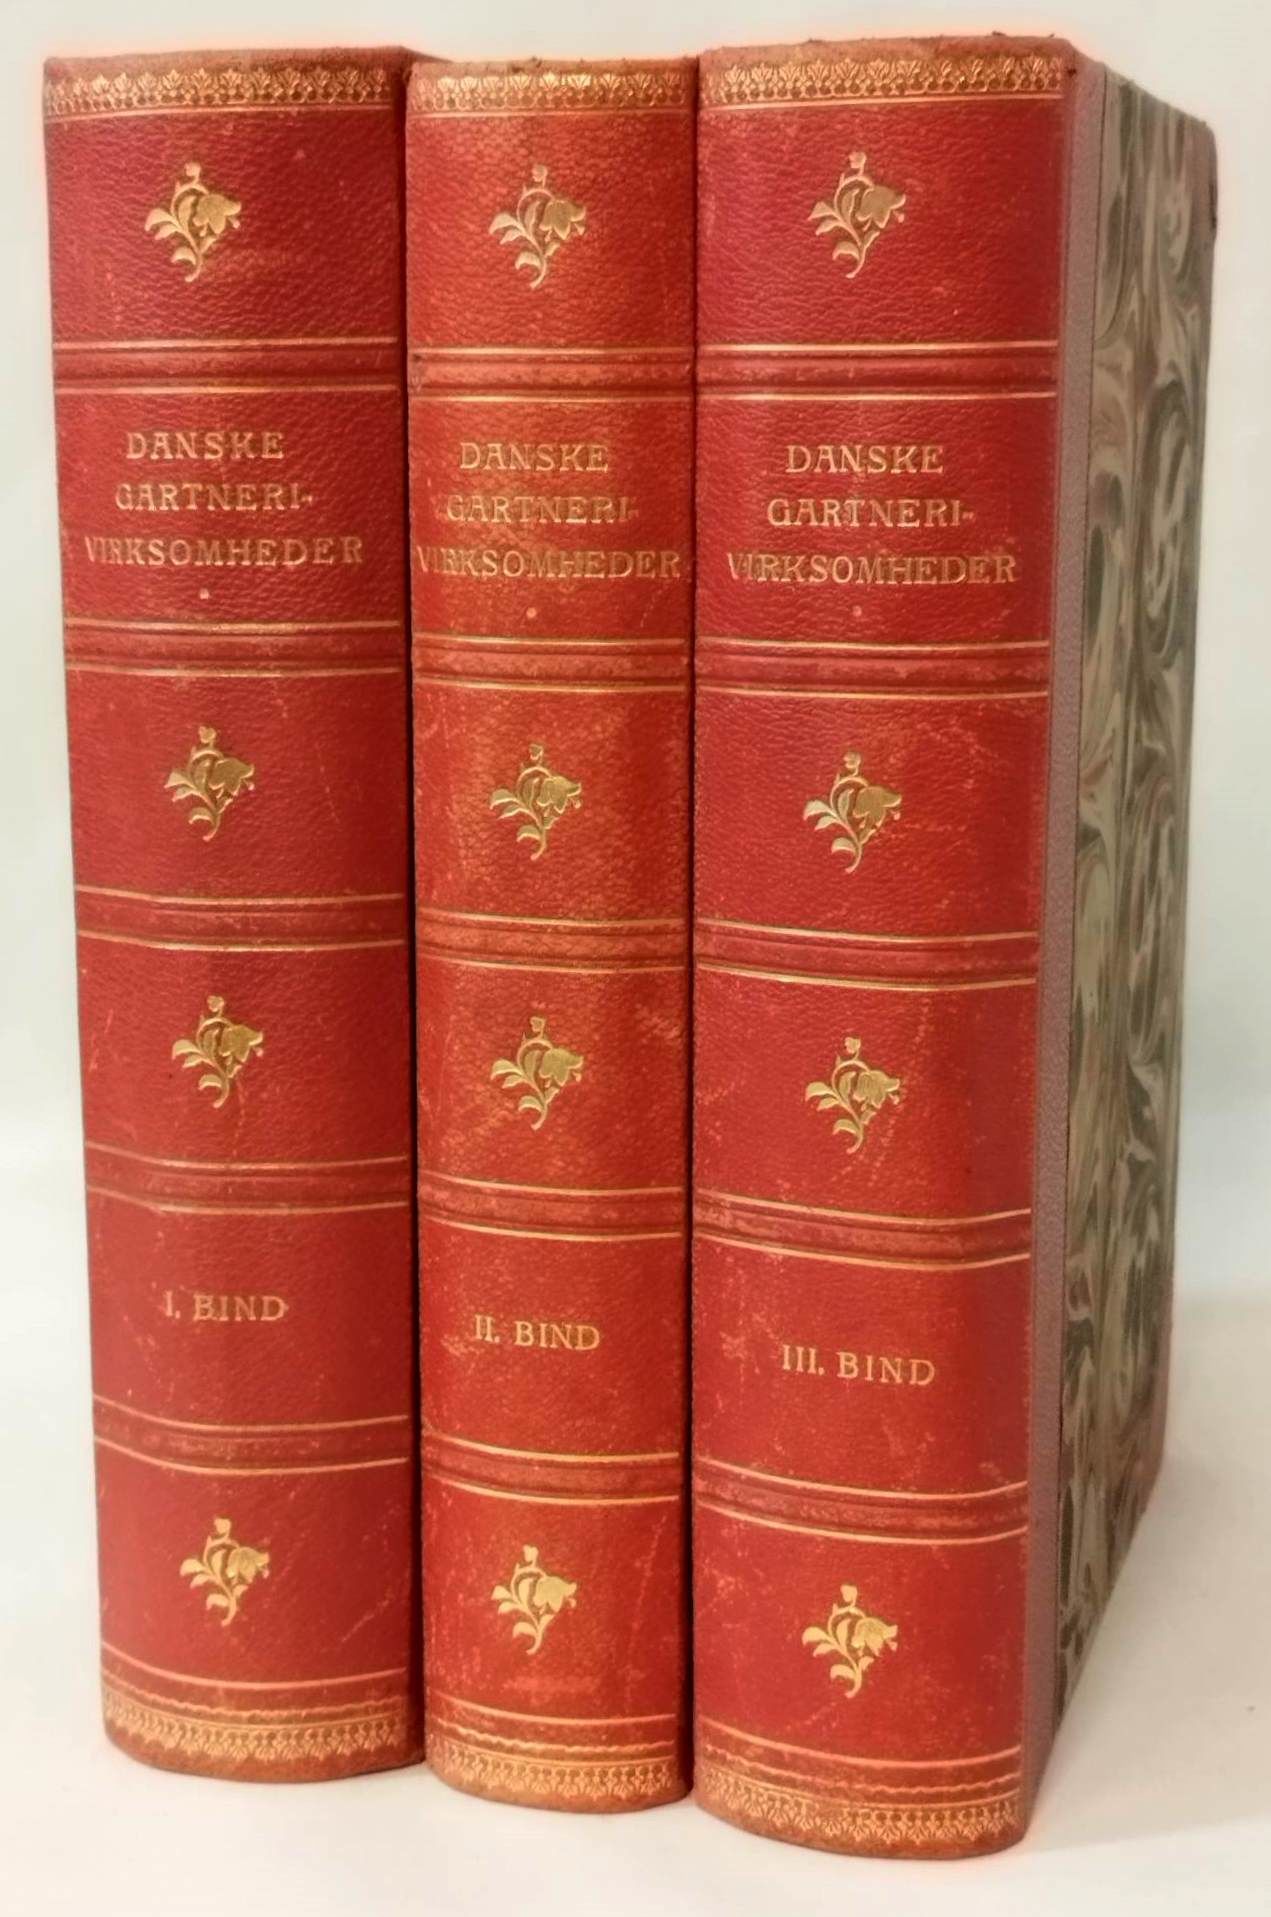 DANSKE
GARTNERI-
VIRKSOMHEDER
I. BIND
DANSKE
GARTNERI-
VIRKSOMHEDER
II. BIND
DANSKE
GARTNERI-
VIRKSOMHEDER
III. BIND